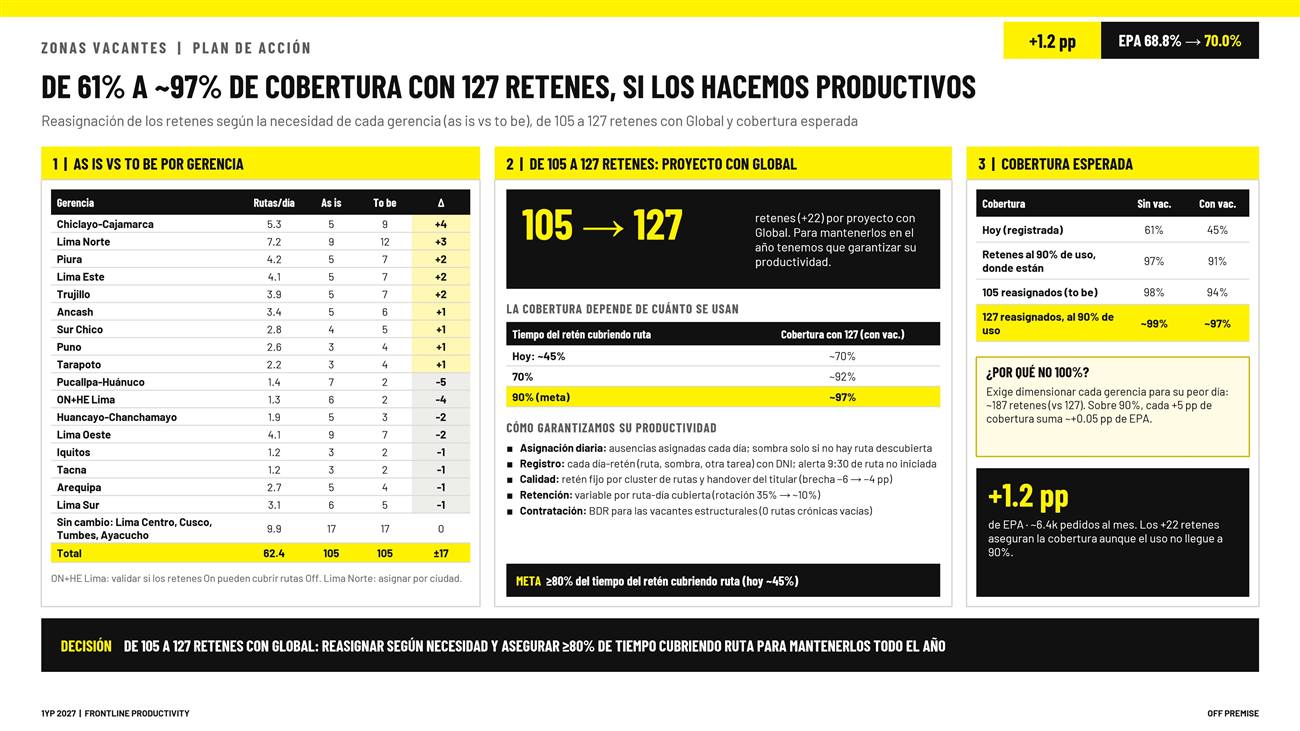 ZONAS VACANTES | PLAN DE ACCIÓN
+1.2 pp
EPA 68.8% → 70.0%
DE 61% A ~97% DE COBERTURA CON 127 RETENES, SI LOS HACEMOS PRODUCTIVOS
Reasignación de los retenes según la necesidad de cada gerencia (as is vs to be), de 105 a 127 retenes con Global y cobertura esperada
1 | AS IS VS TO BE POR GERENCIA
Gerencia Rutas/día As is To be Δ
Chiclayo-Cajamarca 5.3 5 9 +4
Lima Norte 7.2 9 12 +3
Piura 4.2 5 7 +2
Lima Este 4.1 5 7 +2
Trujillo 3.9 5 7 +2
Ancash 3.4 5 6 +1
Sur Chico 2.8 4 5 +1
Puno 2.6 3 4 +1
Tarapoto 2.2 3 4 +1
Pucallpa-Huánuco 1.4 7 2 −5
ON+HE Lima 1.3 6 2 −4
Huancayo-Chanchamayo 1.9 5 3 −2
Lima Oeste 4.1 9 7 −2
Iquitos 1.2 3 2 −1
Tacna 1.2 3 2 −1
Arequipa 2.7 5 4 −1
Lima Sur 3.1 6 5 −1
Sin cambio: Lima Centro, Cusco,
Tumbes, Ayacucho 9.9 17 17 0
Total 62.4 105 105 ±17
ON+HE Lima: validar si los retenes On pueden cubrir rutas Off. Lima Norte: asignar por ciudad.
2 | DE 105 A 127 RETENES: PROYECTO CON GLOBAL
105 → 127
retenes (+22) por proyecto con
Global. Para mantenerlos en el
año tenemos que garantizar su
productividad.
LA COBERTURA DEPENDE DE CUÁNTO SE USAN
Tiempo del retén cubriendo ruta Cobertura con 127 (con vac.)
Hoy: ~45% ~70%
70% ~92%
90% (meta) ~97%
CÓMO GARANTIZAMOS SU PRODUCTIVIDAD
▪ Asignación diaria: ausencias asignadas cada día; sombra solo si no hay ruta descubierta
▪ Registro: cada día-retén (ruta, sombra, otra tarea) con DNI; alerta 9:30 de ruta no iniciada
▪ Calidad: retén fijo por cluster de rutas y handover del titular (brecha −6 → −4 pp)
▪ Retención: variable por ruta-día cubierta (rotación 35% → ~10%)
▪ Contratación: BDR para las vacantes estructurales (0 rutas crónicas vacías)
META ≥80% del tiempo del retén cubriendo ruta (hoy ~45%)
3 | COBERTURA ESPERADA
Cobertura Sin vac. Con vac.
Hoy (registrada) 61% 45%
Retenes al 90% de uso,
donde están 97% 91%
105 reasignados (to be) 98% 94%
127 reasignados, al 90% de
uso ~99% ~97%
¿POR QUÉ NO 100%?
Exige dimensionar cada gerencia para su peor día:
~187 retenes (vs 127). Sobre 90%, cada +5 pp de
cobertura suma ~+0.05 pp de EPA.
+1.2 pp
de EPA · ~6.4k pedidos al mes. Los +22 retenes
aseguran la cobertura aunque el uso no llegue a
90%.
DECISIÓN DE 105 A 127 RETENES CON GLOBAL: REASIGNAR SEGÚN NECESIDAD Y ASEGURAR ≥80% DE TIEMPO CUBRIENDO RUTA PARA MANTENERLOS TODO EL AÑO
1YP 2027 | FRONTLINE PRODUCTIVITY
OFF PREMISE